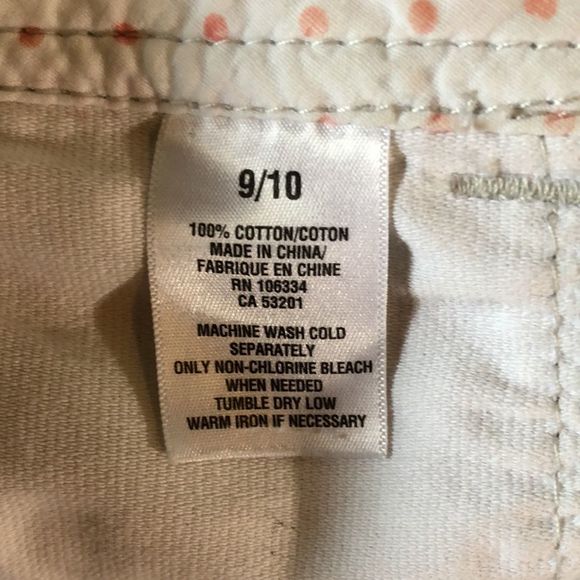 9/10
100% COTTON/COTON
MADE IN CHINA/
FABRIQUE EN CHINE
RN 106334
CA 53201
MACHINE WASH COLD
SEPARATELY
ONLY NON-CHLORINE BLEACH
WHEN NEEDED
TUMBLE DRY LOW
WARM IRON IF NECESSARY